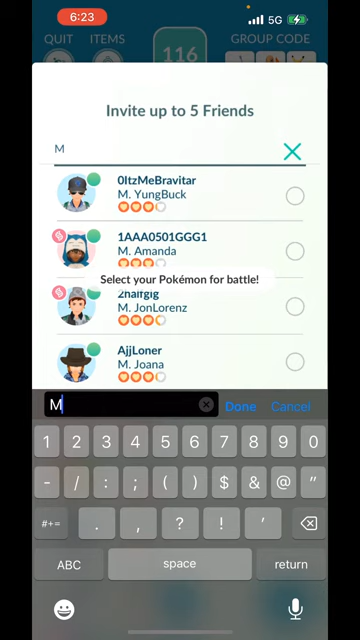 6:23
5G
QUIT
ITEMS
116
GROUP CODE
Invite up to 5 Friends
M
0ItzMeBravitar
M. YungBuck
1AAA0501GGG1
M. Amanda
Select your Pokémon for battle!
2halfgig
M. JonLorenz
AjjLoner
M. Joana
M
Done
Cancel
1 2 3 4 5 6 7 8 9 0
- / : ; ( ) $ & @ "
#+= . , ? ! '
ABC
space
return